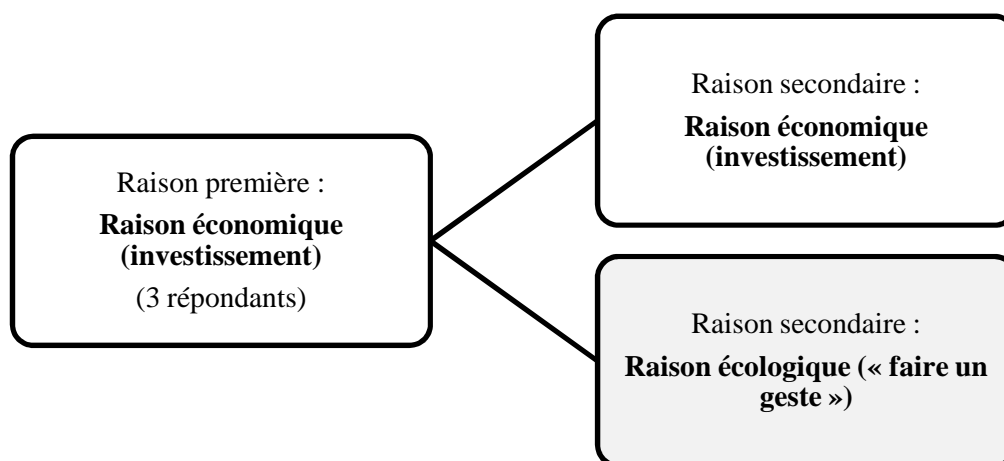 Raison première :
Raison économique
(investissement)
(3 répondants)
Raison secondaire :
Raison économique
(investissement)
Raison secondaire :
Raison écologique (« faire un
geste »)